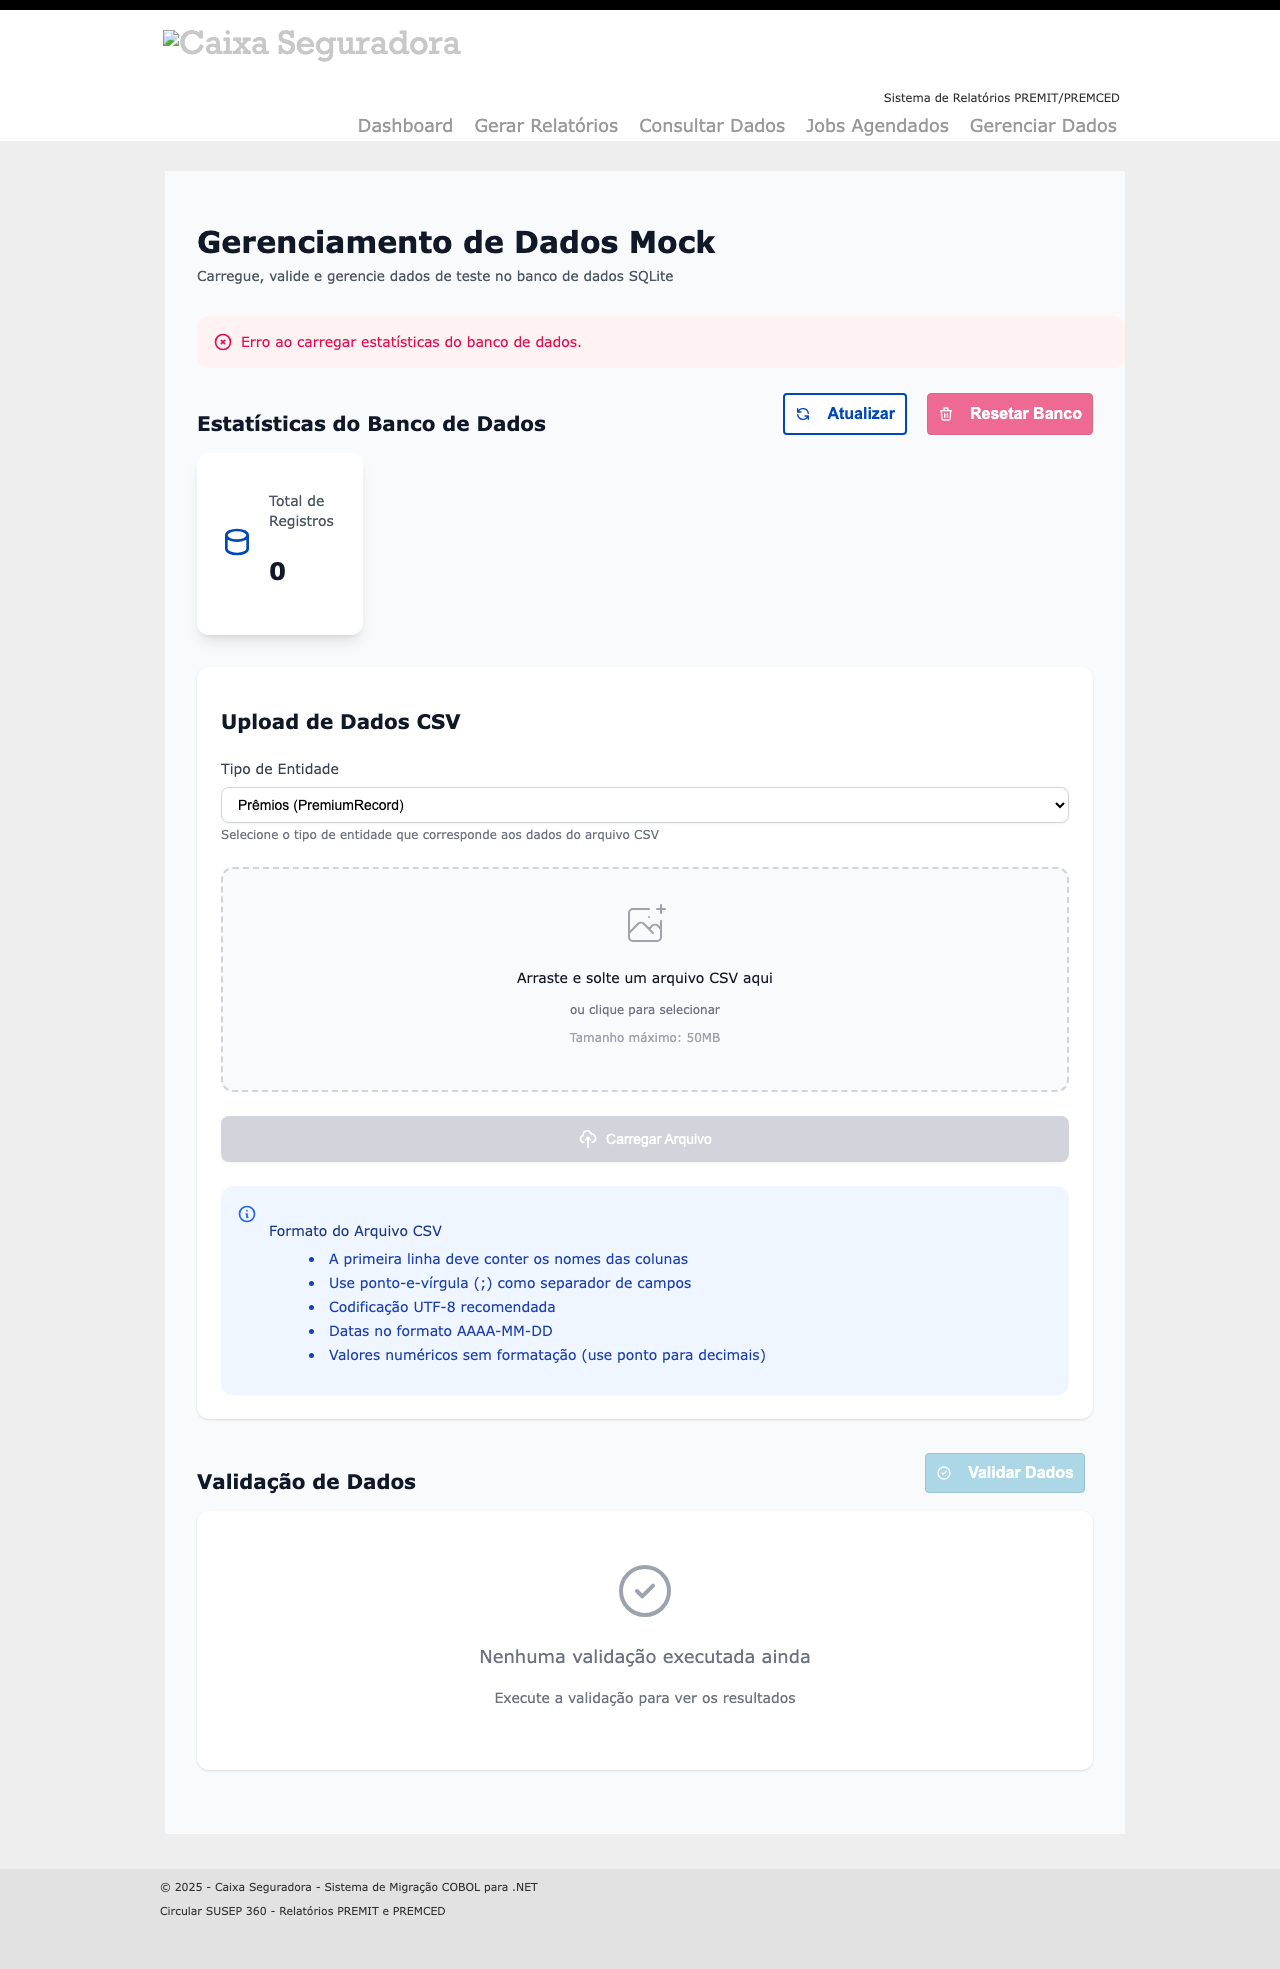 Caixa Seguradora
Sistema de Relatórios PREMIT/PREMCED
Dashboard Gerar Relatórios Consultar Dados Jobs Agendados Gerenciar Dados
Gerenciamento de Dados Mock
Carregue, valide e gerencie dados de teste no banco de dados SQLite
Erro ao carregar estatísticas do banco de dados.
Estatísticas do Banco de Dados
Atualizar
Resetar Banco
Total de
Registros
0
Upload de Dados CSV
Tipo de Entidade
Prêmios (PremiumRecord)
Selecione o tipo de entidade que corresponde aos dados do arquivo CSV
Arraste e solte um arquivo CSV aqui
ou clique para selecionar
Tamanho máximo: 50MB
Carregar Arquivo
Formato do Arquivo CSV
• A primeira linha deve conter os nomes das colunas
• Use ponto-e-vírgula (;) como separador de campos
• Codificação UTF-8 recomendada
• Datas no formato AAAA-MM-DD
• Valores numéricos sem formatação (use ponto para decimais)
Validação de Dados
Validar Dados
Nenhuma validação executada ainda
Execute a validação para ver os resultados
© 2025 - Caixa Seguradora - Sistema de Migração COBOL para .NET
Circular SUSEP 360 - Relatórios PREMIT e PREMCED